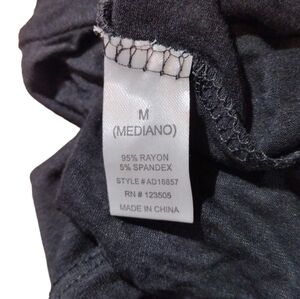 M
(MEDIANO)
95% RAYON
5% SPANDEX
STYLE # AD16857
RN # 123505
MADE IN CHINA